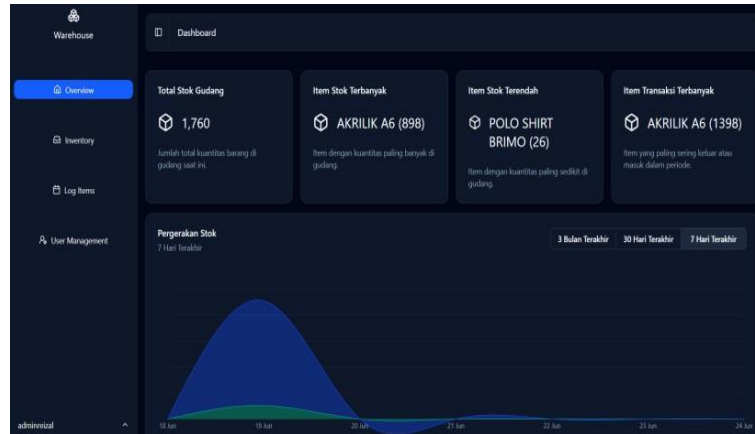 Warehouse
Dashboard
Overview
Inventory
Log Items
User Management
Total Stok Gudang
1,760
Jumlah total kuantitas barang di
gudang saat ini.
Item Stok Terbanyak
AKRILIK A6 (898)
Item dengan kuantitas paling banyak di
gudang.
Item Stok Terendah
POLO SHIRT
BRIMO (26)
Item dengan kuantitas paling sedikit di
gudang.
Item Transaksi Terbanyak
AKRILIK A6 (1398)
Item yang paling sering keluar atau
masuk dalam periode.
Pergerakan Stok
7 Hari Terakhir
3 Bulan Terakhir
30 Hari Terakhir
7 Hari Terakhir
18 Jun
19 Jun
20 Jun
21 Jun
22 Jun
23 Jun
24 Jun
adminreizal